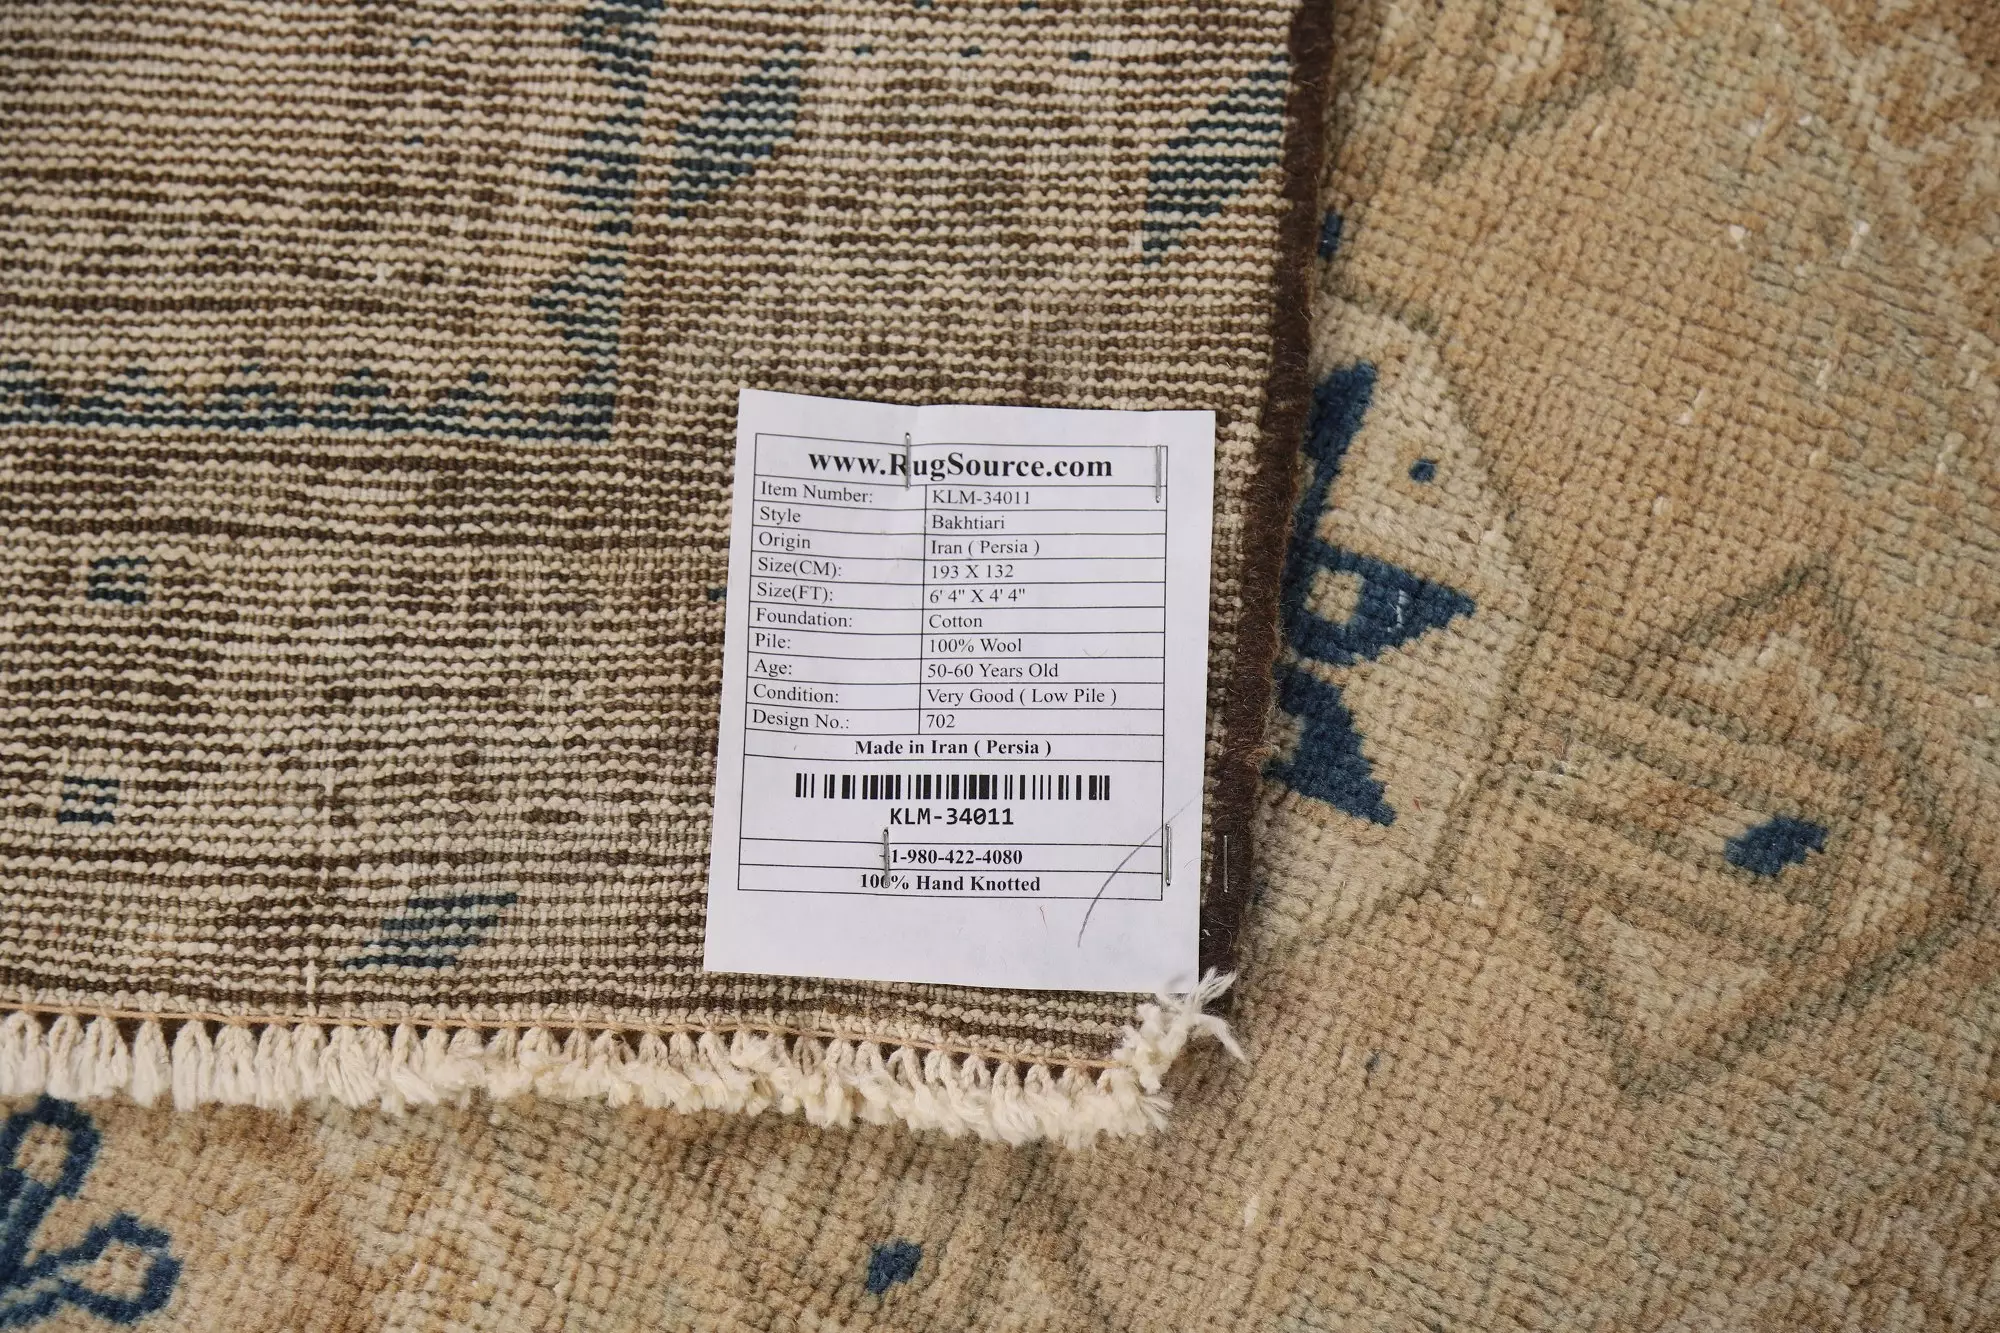 www.RugSource.com
Item Number: KLM-34011
Style Bakhtiari
Origin Iran ( Persia )
Size(CM): 193 X 132
Size(FT): 6' 4" X 4' 4"
Foundation: Cotton
Pile: 100% Wool
Age: 50-60 Years Old
Condition: Very Good ( Low Pile )
Design No.: 702
Made in Iran ( Persia )
KLM-34011
1-980-422-4080
100% Hand Knotted